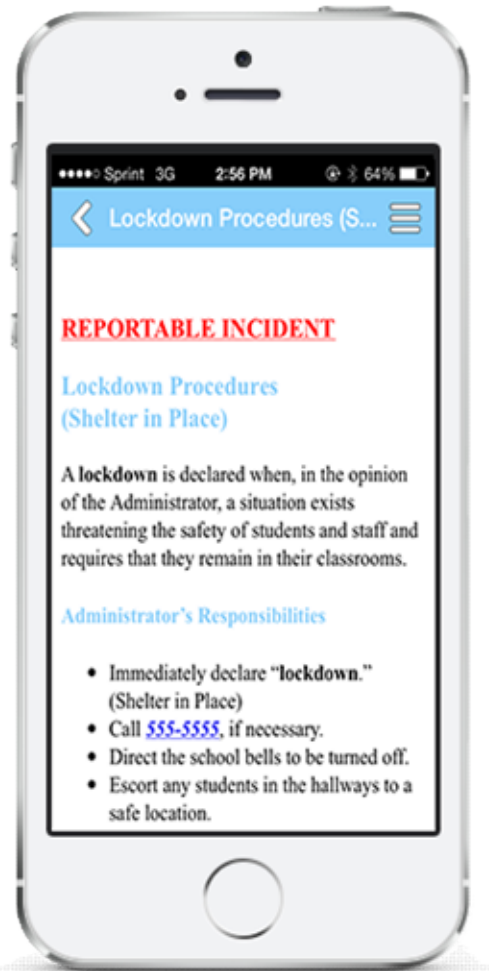 Sprint 3G 2:56 PM 64%
Lockdown Procedures (S...
REPORTABLE INCIDENT
Lockdown Procedures
(Shelter in Place)
A lockdown is declared when, in the opinion
of the Administrator, a situation exists
threatening the safety of students and staff and
requires that they remain in their classrooms.
Administrator’s Responsibilities
• Immediately declare “lockdown.”
(Shelter in Place)
• Call 555-5555, if necessary.
• Direct the school bells to be turned off.
• Escort any students in the hallways to a
safe location.